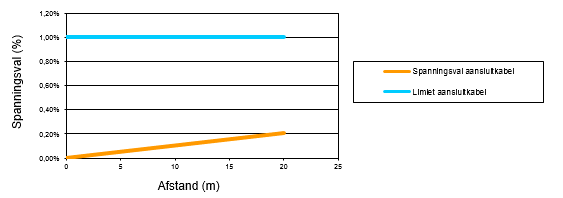 1,20%
1,00%
0,80%
0,60%
0,40%
0,20%
0,00%
Spanningsval (%)
0 5 10 15 20 25
Afstand (m)
Spanningsval aansluitkabel
Limiet aansluitkabel